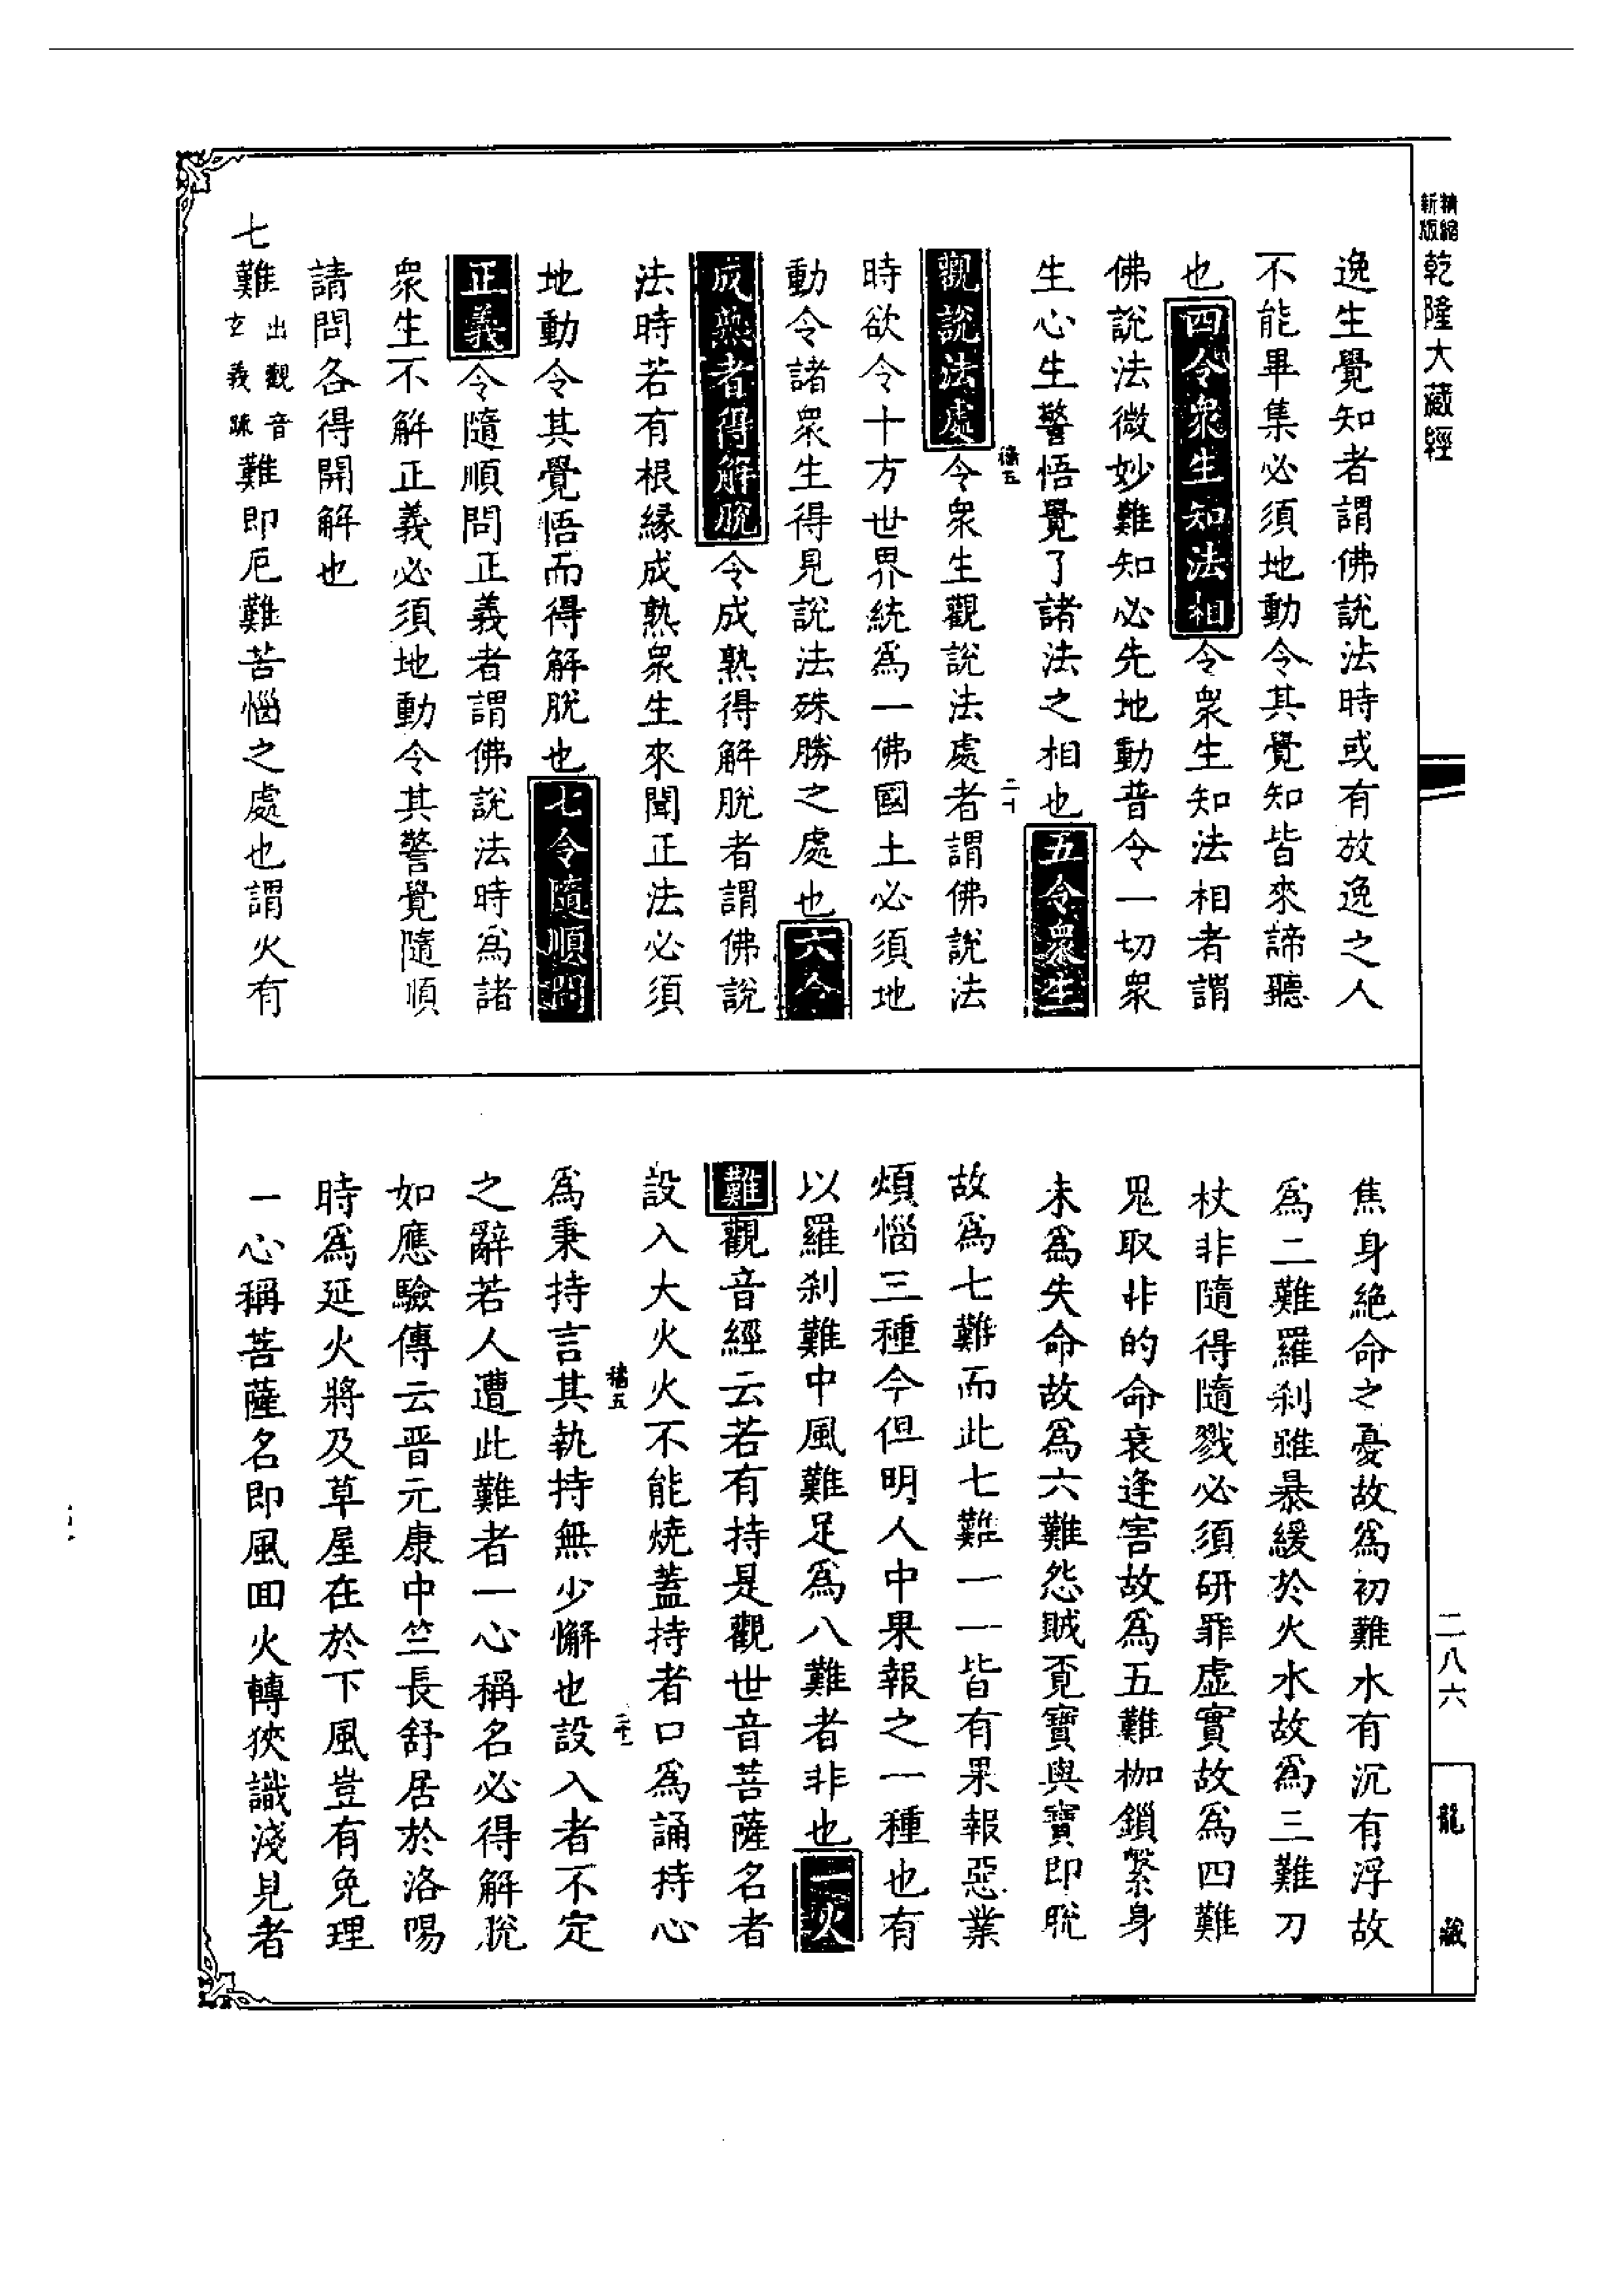 精縮新版乾隆大藏經
逸生覺知者謂佛說法時或有放逸之人
不能畢集必須地動令其覺知皆來諦聽
也四令衆生知法相令衆生知法相者謂
佛說法微妙難知必先地動普令一切衆
生心生警悟覺了諸法之相也五令衆生
觀說法處令衆生觀說法處者謂佛說法
時欲令十方世界統爲一佛國土必須地
動令諸衆生得見說法殊勝之處也六令
成熟者得解脫令成熟得解脫者謂佛說
法時若有根縁成熟衆生來聞正法必須
地動令其覺悟而得解脫也七令隨順問
正義令隨順問正義者謂佛說法時爲諸
衆生不解正義必須地動令其警覺隨順
請問各得開解也
七難出觀音玄義疏難即厄難苦惱之處也謂火有
焦身絶命之憂故爲初難水有沉有浮故
爲二難羅刹雖暴緩於火水故爲三難刀
杖非隨得隨戮必須研罪虛實故爲四難
鬼取非的命衰逢害故爲五難枷鎖繫身
未爲失命故爲六難怨賊覓寶與寶即脫
故爲七難而此七難一一皆有果報惡業
煩惱三種今但明人中果報之一種也有
以羅刹難中風難足爲八難者非也一火
難觀音經云若有持是觀世音菩薩名者
設入大火火不能燒蓋持者口爲誦持心
爲秉持言其執持無少懈也設入者不定
之辭若人遭此難者一心稱名必得解脫
如應驗傳云晋元康中竺長舒居於洛陽
時爲延火將及草屋在於下風豈有免理
一心稱菩薩名即風回火轉狹識淺見者
二八六
龍藏